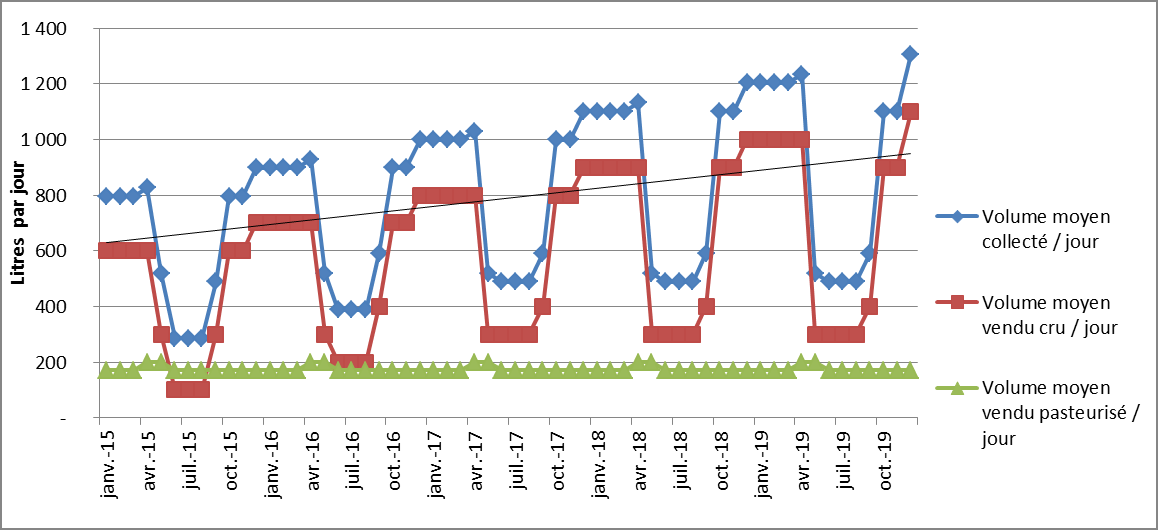 1 400
1 200
1 000
800
600
400
200
-
Litres par jour
janv.-15
avr.-15
juil.-15
oct.-15
janv.-16
avr.-16
juil.-16
oct.-16
janv.-17
avr.-17
juil.-17
oct.-17
janv.-18
avr.-18
juil.-18
oct.-18
janv.-19
avr.-19
juil.-19
oct.-19
Volume moyen
collecté / jour
Volume moyen
vendu cru / jour
Volume moyen
vendu pasteurisé /
jour